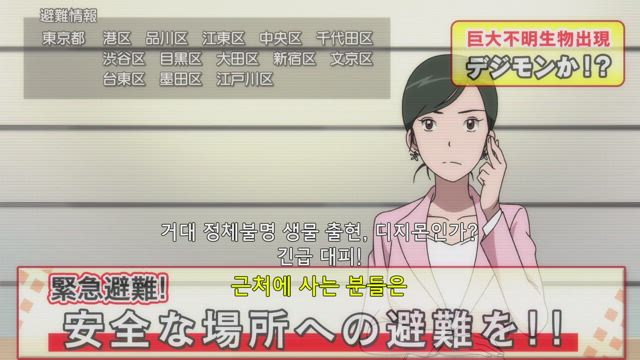 避難情報
東京都 港区 品川区 江東区 中央区 千代田区
渋谷区 目黒区 大田区 新宿区 文京区
台東区 墨田区 江戸川区
巨大不明生物出現
デジモンか!?
거대 정체불명 생물 출현, 디지몬인가?
긴급 대피!
緊急避難!
근처에 사는 분들은
安全な場所への避難を!!